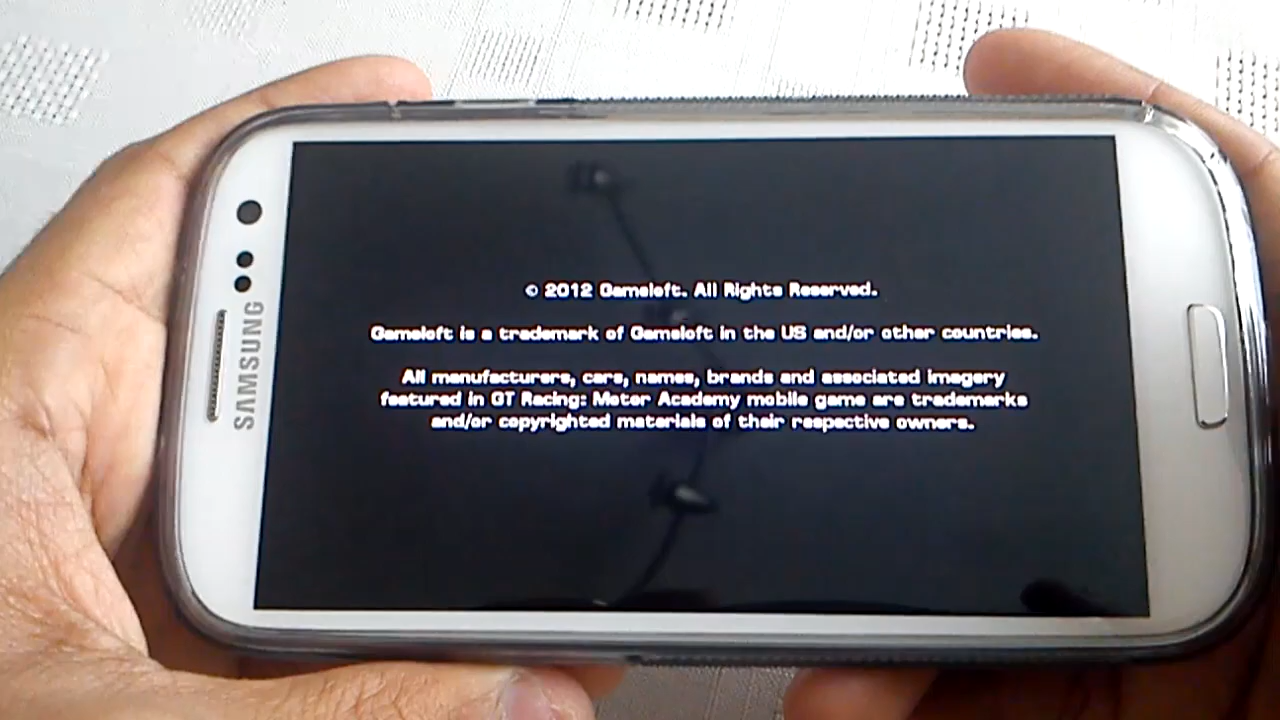 SAMSUNG
© 2012 Gameloft. All Rights Reserved.
Gameloft is a trademark of Gameloft in the US and/or other countries.
All manufacturers, cars, names, brands and associated imagery
featured in GT Racing: Motor Academy mobile game are trademarks
and/or copyrighted materials of their respective owners.